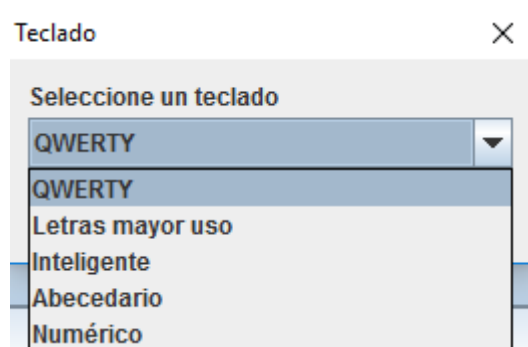 Teclado
Seleccione un teclado
QWERTY
QWERTY
Letras mayor uso
Inteligente
Abecedario
Numérico